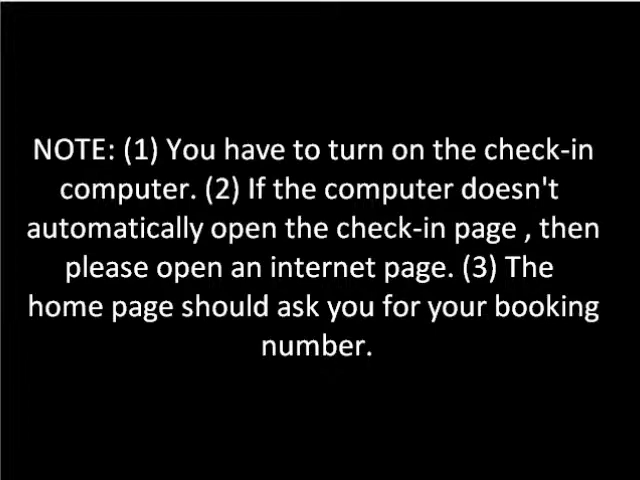 NOTE: (1) You have to turn on the check-in
computer. (2) If the computer doesn't
automatically open the check-in page , then
please open an internet page. (3) The
home page should ask you for your booking
number.